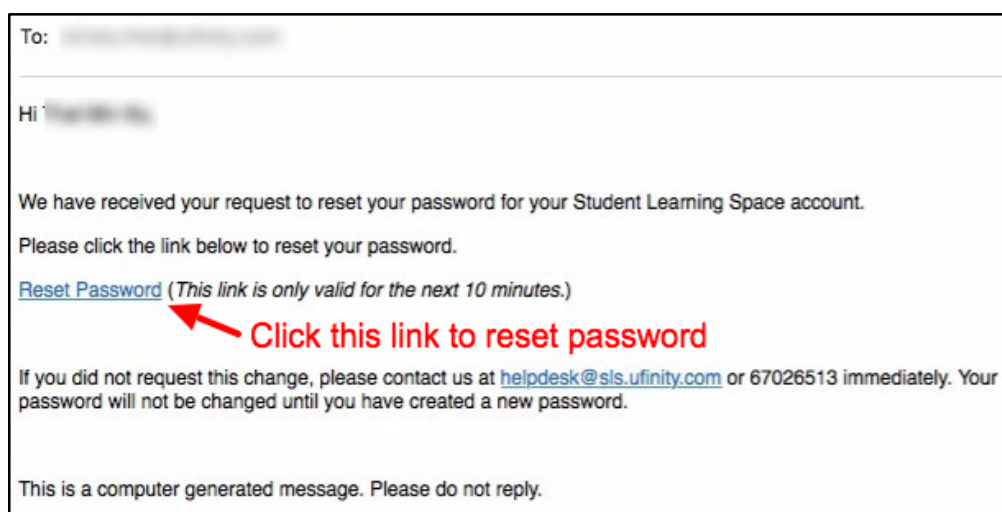 To:
Hi
We have received your request to reset your password for your Student Learning Space account.
Please click the link below to reset your password.
Reset Password (This link is only valid for the next 10 minutes.)
Click this link to reset password
If you did not request this change, please contact us at helpdesk@sls.ufinity.com or 67026513 immediately. Your
password will not be changed until you have created a new password.
This is a computer generated message. Please do not reply.